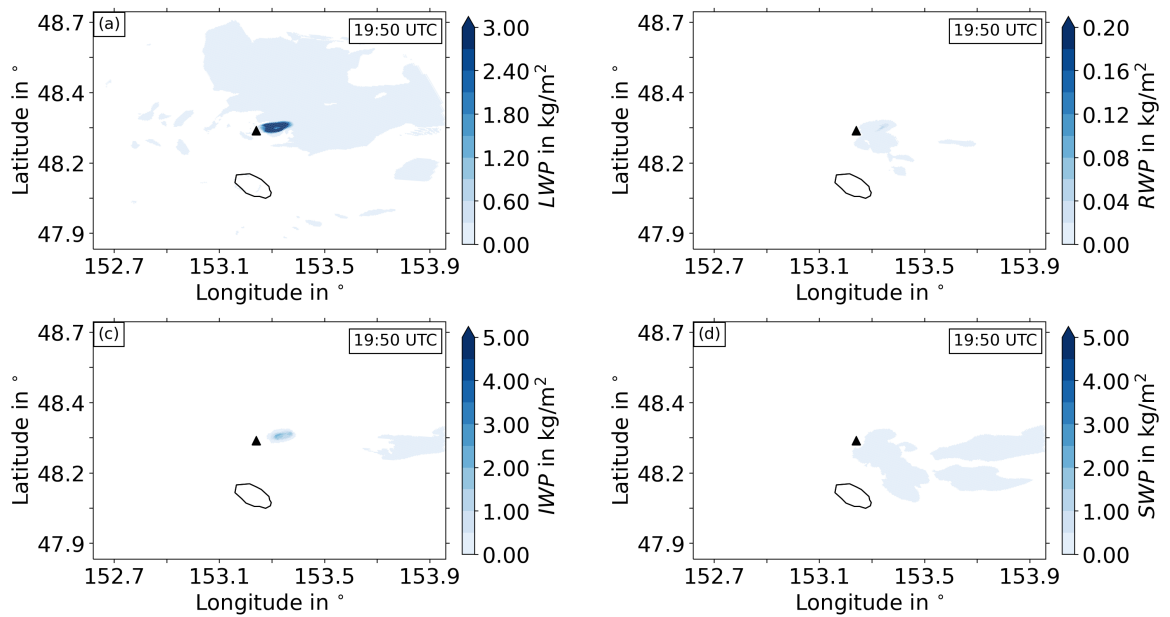 (a)
19:50 UTC
48.7
48.4
48.2
47.9
Latitude in °
152.7 153.1 153.5 153.9
Longitude in °
3.00
2.40
1.80
1.20
0.60
0.00
LWP in kg/m²
19:50 UTC
48.7
48.4
48.2
47.9
Latitude in °
152.7 153.1 153.5 153.9
Longitude in °
0.20
0.16
0.12
0.08
0.04
0.00
RWP in kg/m²
(c)
19:50 UTC
48.7
48.4
48.2
47.9
Latitude in °
152.7 153.1 153.5 153.9
Longitude in °
5.00
4.00
3.00
2.00
1.00
0.00
IWP in kg/m²
(d)
19:50 UTC
48.7
48.4
48.2
47.9
Latitude in °
152.7 153.1 153.5 153.9
Longitude in °
5.00
4.00
3.00
2.00
1.00
0.00
SWP in kg/m²